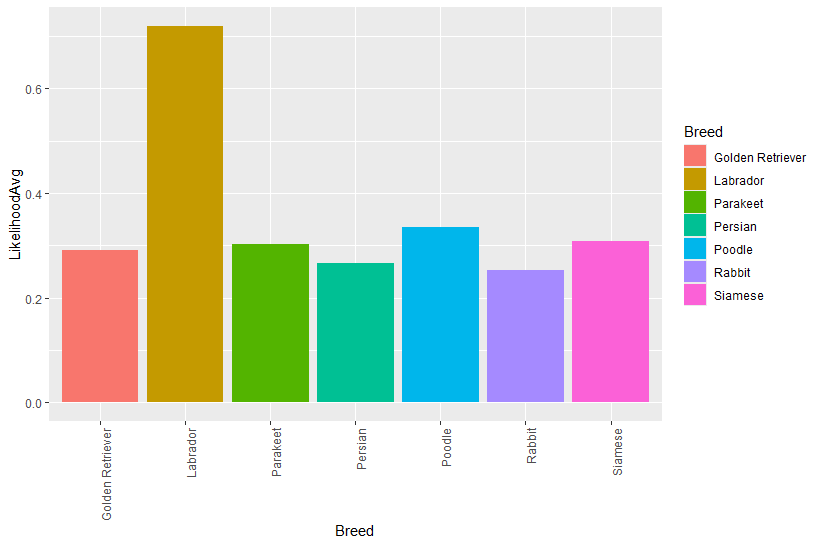 LikelihoodAvg
0.6
0.4
0.2
0.0
Golden Retriever
Labrador
Parakeet
Persian
Poodle
Rabbit
Siamese
Breed
Breed
Golden Retriever
Labrador
Parakeet
Persian
Poodle
Rabbit
Siamese